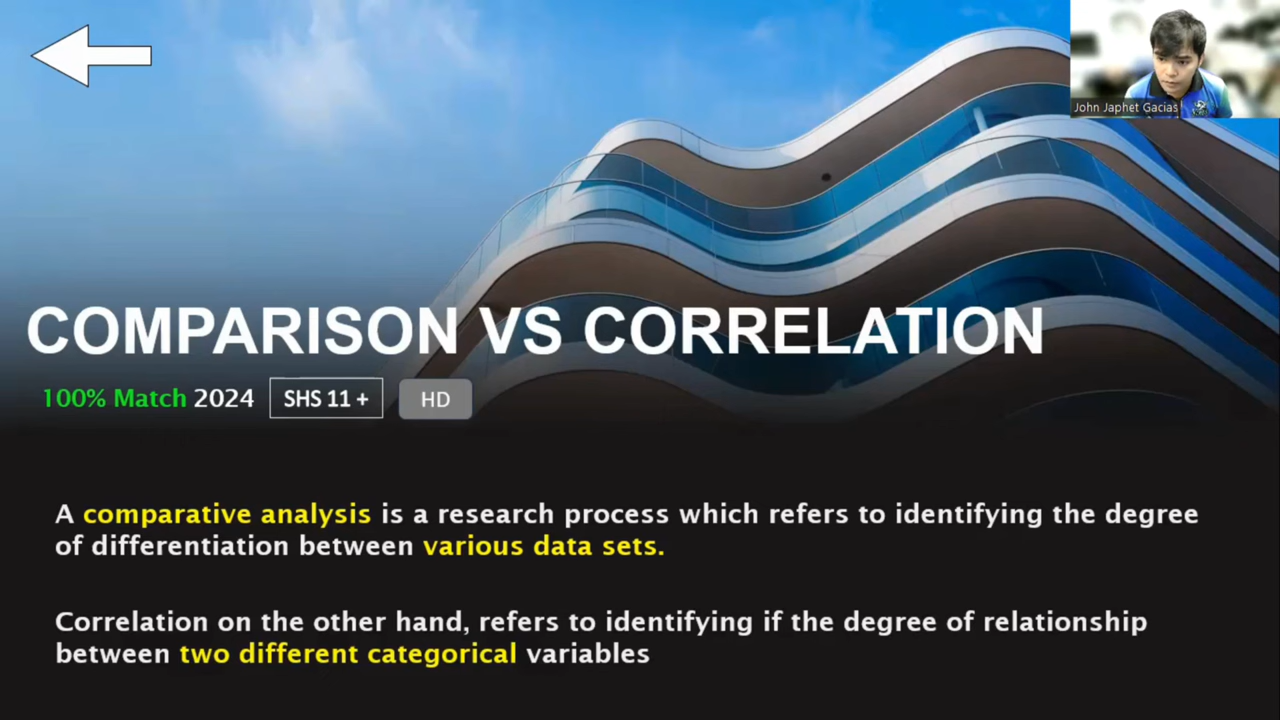 John Japhet Gacias
COMPARISON VS CORRELATION
100% Match 2024 SHS 11 + HD
A comparative analysis is a research process which refers to identifying the degree
of differentiation between various data sets.
Correlation on the other hand, refers to identifying if the degree of relationship
between two different categorical variables